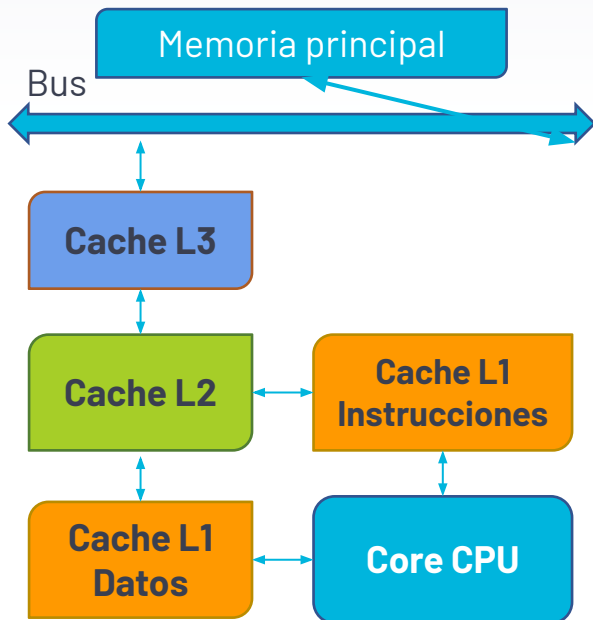 Memoria principal
Bus
Cache L3
Cache L2
Cache L1
Instrucciones
Cache L1
Datos
Core CPU